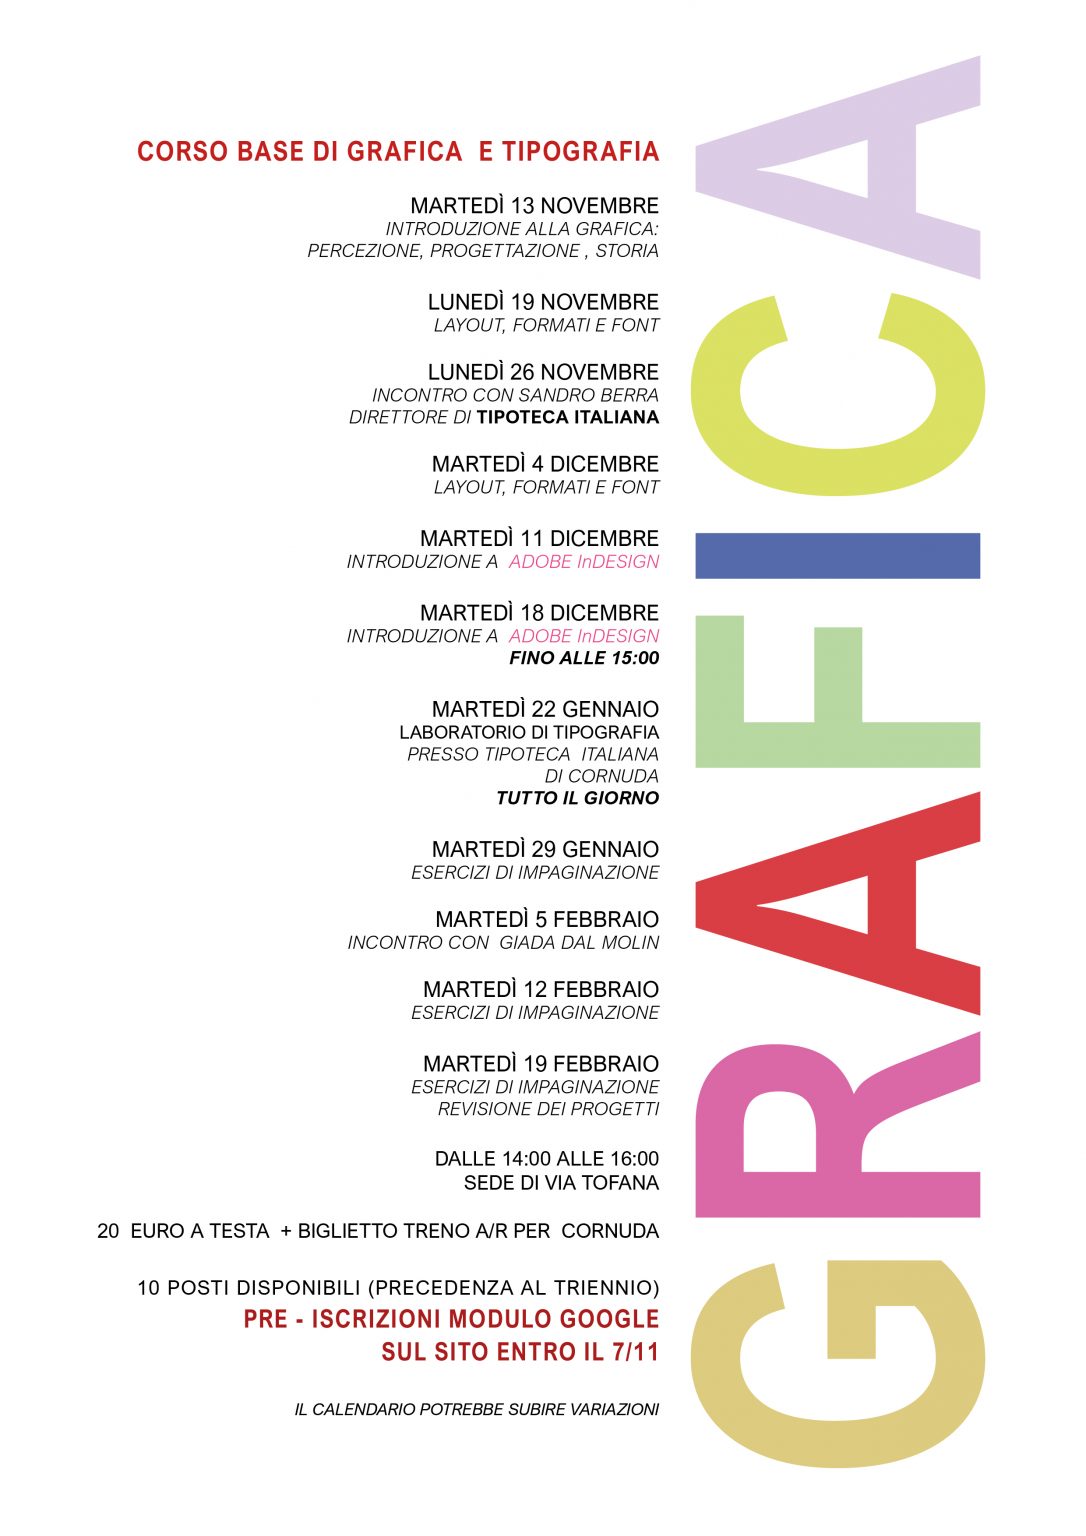 CORSO BASE DI GRAFICA E TIPOGRAFIA
MARTEDÌ 13 NOVEMBRE
INTRODUZIONE ALLA GRAFICA:
PERCEZIONE, PROGETTAZIONE , STORIA
LUNEDÌ 19 NOVEMBRE
LAYOUT, FORMATI E FONT
LUNEDÌ 26 NOVEMBRE
INCONTRO CON SANDRO BERRA
DIRETTORE DI TIPOTECA ITALIANA
MARTEDÌ 4 DICEMBRE
LAYOUT, FORMATI E FONT
MARTEDÌ 11 DICEMBRE
INTRODUZIONE A ADOBE InDESIGN
MARTEDÌ 18 DICEMBRE
INTRODUZIONE A ADOBE InDESIGN
FINO ALLE 15:00
MARTEDÌ 22 GENNAIO
LABORATORIO DI TIPOGRAFIA
PRESSO TIPOTECA ITALIANA
DI CORNUDA
TUTTO IL GIORNO
MARTEDÌ 29 GENNAIO
ESERCIZI DI IMPAGINAZIONE
MARTEDÌ 5 FEBBRAIO
INCONTRO CON GIADA DAL MOLIN
MARTEDÌ 12 FEBBRAIO
ESERCIZI DI IMPAGINAZIONE
MARTEDÌ 19 FEBBRAIO
ESERCIZI DI IMPAGINAZIONE
REVISIONE DEI PROGETTI
DALLE 14:00 ALLE 16:00
SEDE DI VIA TOFANA
20 EURO A TESTA + BIGLIETTO TRENO A/R PER CORNUDA
10 POSTI DISPONIBILI (PRECEDENZA AL TRIENNIO)
PRE - ISCRIZIONI MODULO GOOGLE
SUL SITO ENTRO IL 7/11
IL CALENDARIO POTREBBE SUBIRE VARIAZIONI
GRAFICA